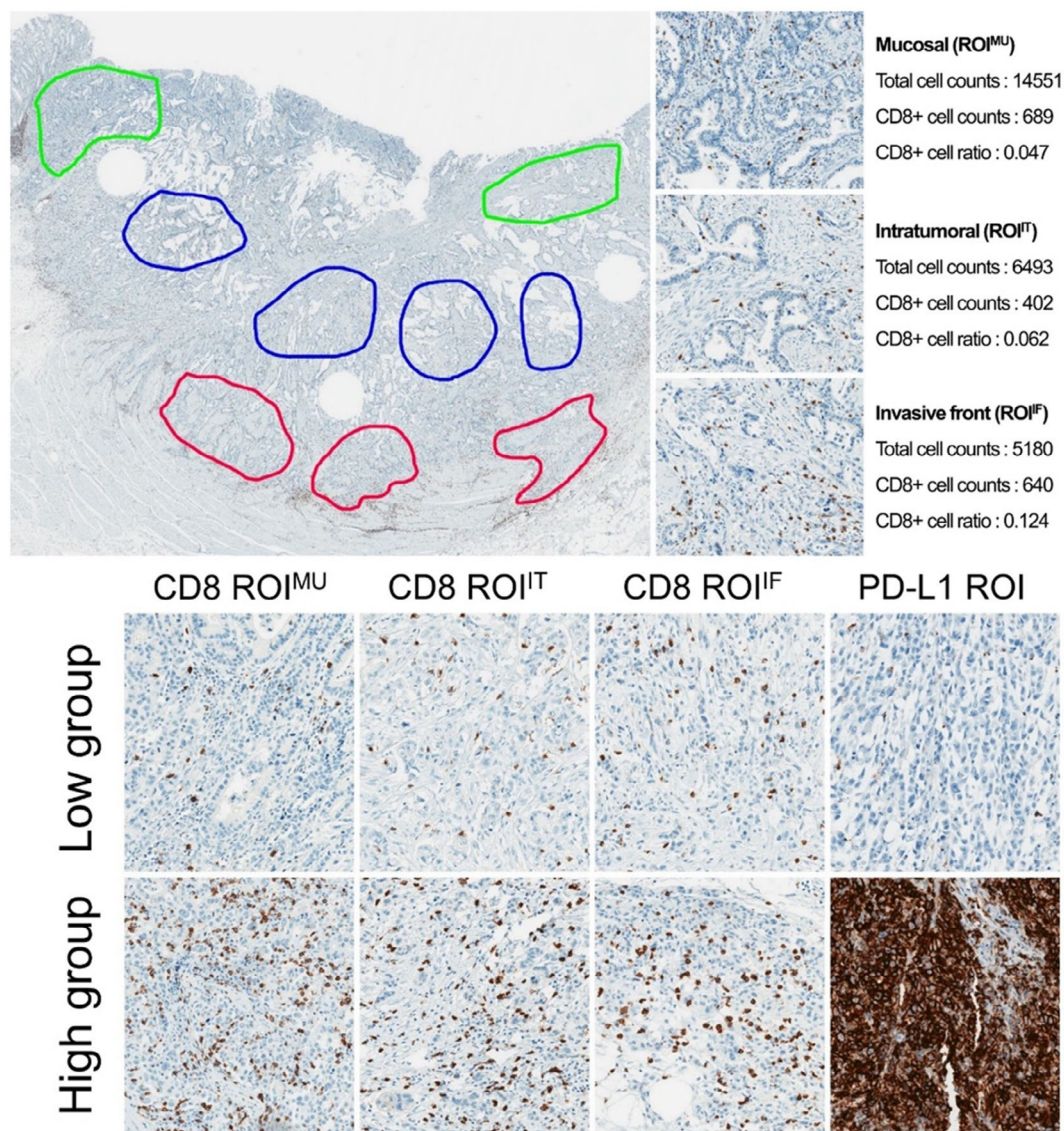 Mucosal (ROIᴹᵁ)
Total cell counts : 14551
CD8+ cell counts : 689
CD8+ cell ratio : 0.047
Intratumoral (ROIᴵᵀ)
Total cell counts : 6493
CD8+ cell counts : 402
CD8+ cell ratio : 0.062
Invasive front (ROIᴵF)
Total cell counts : 5180
CD8+ cell counts : 640
CD8+ cell ratio : 0.124
CD8 ROIᴹᵁ CD8 ROIᴵᵀ CD8 ROIᴵF PD-L1 ROI
Low group
High group